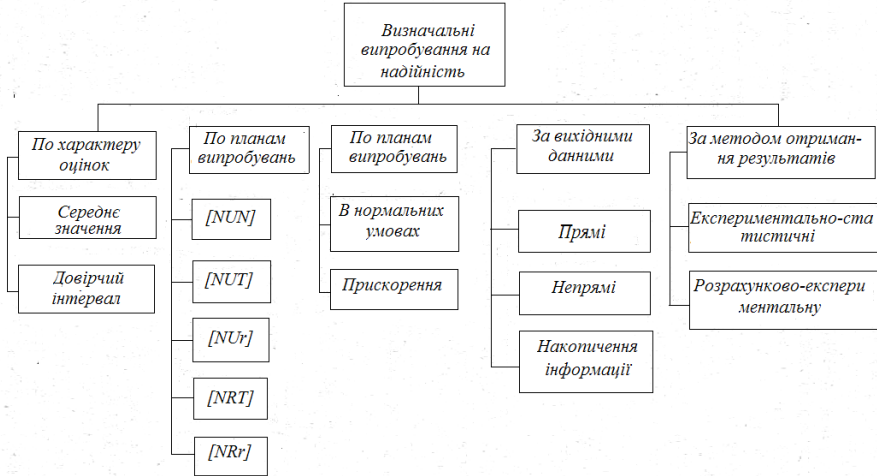 Визначальні
випробування на
надійність
По характеру
оцінок
Середнє
значення
Довірчий
інтервал
По планам
випробувань
[NUN]
[NUT]
[NUr]
[NRT]
[NRr]
По планам
випробувань
В нормальних
умовах
Прискорення
За вихідними
данними
Прямі
Непрямі
Накопичення
інформації
За методом отриман-
ня результатів
Експериментально-ста
тистичні
Розрахунково-експери
ментальну